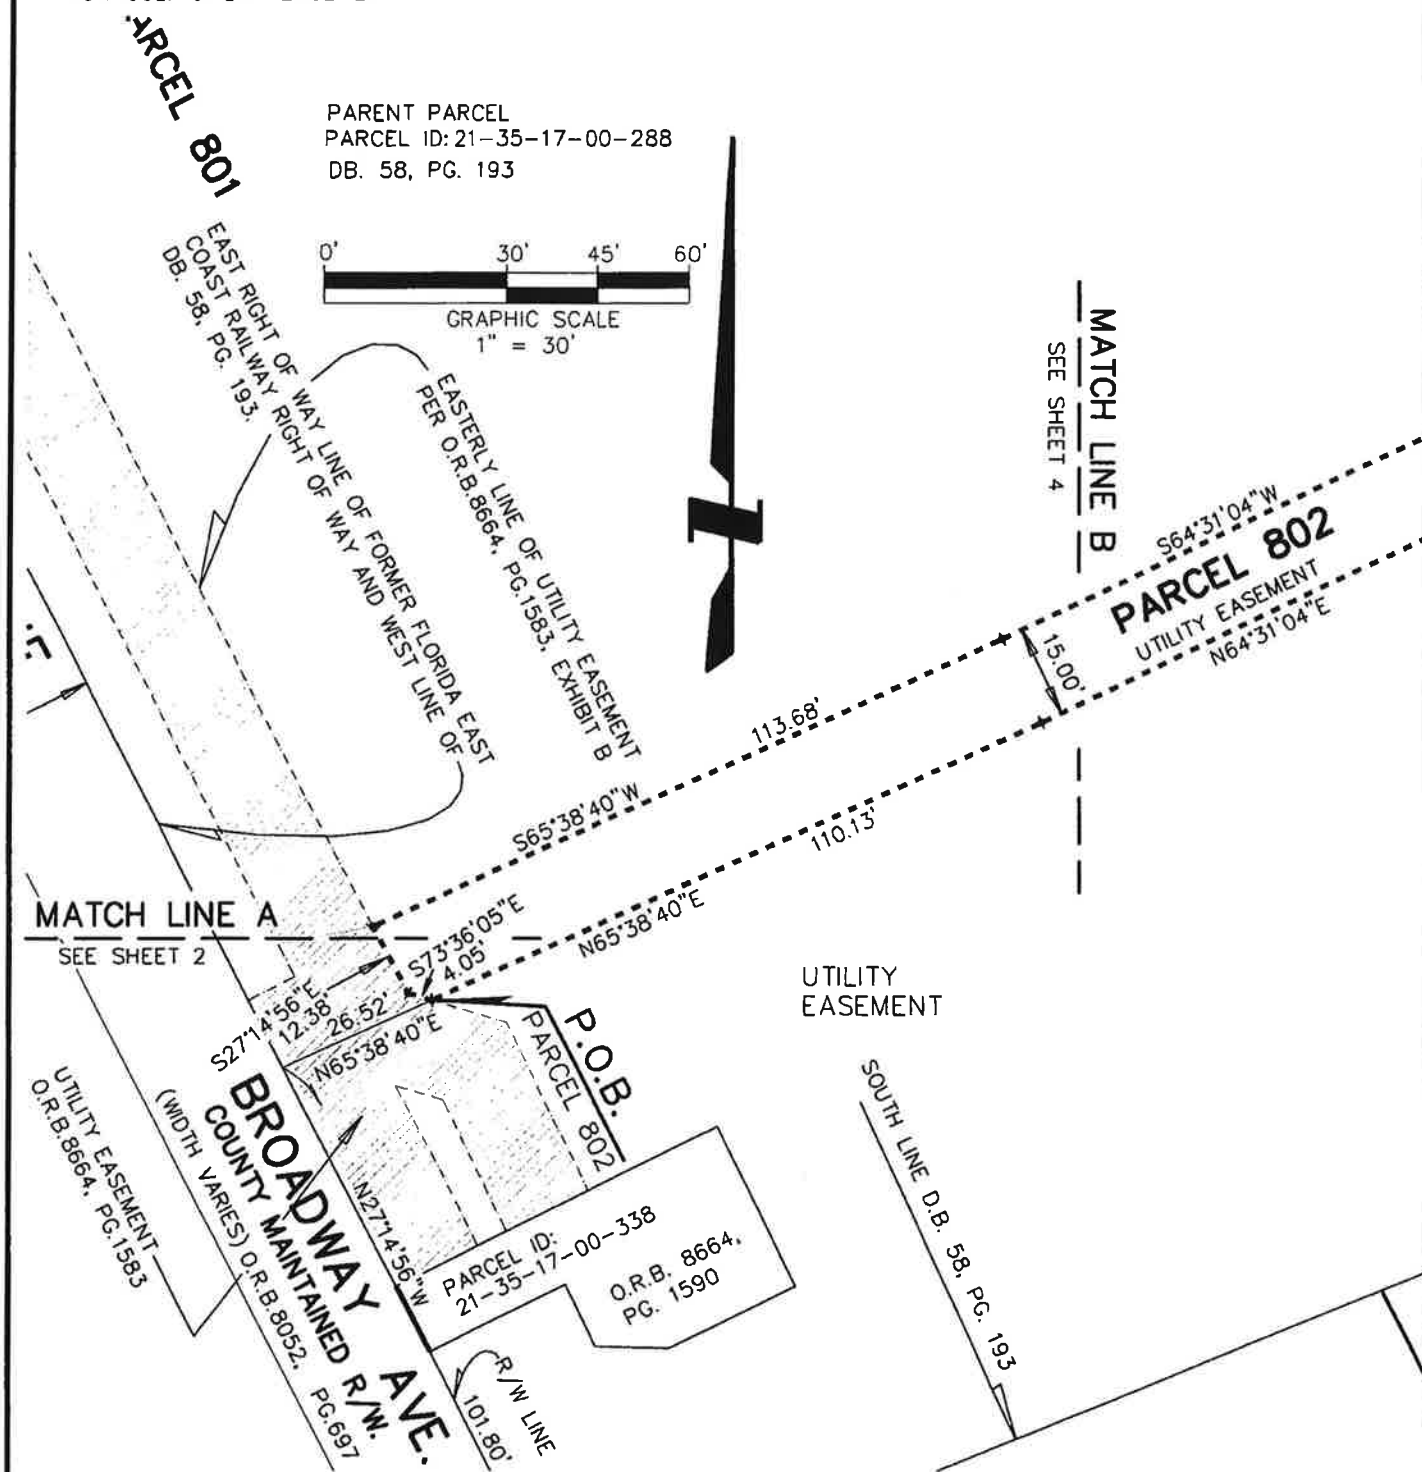 ARCEL 801
PARENT PARCEL
PARCEL ID: 21-35-17-00-288
DB. 58, PG. 193
0' 30' 45' 60'
GRAPHIC SCALE
1" = 30'
EAST RIGHT OF WAY LINE OF FORMER FLORIDA EAST
COAST RAILWAY RIGHT OF WAY AND WEST LINE OF
DB. 58, PG. 193.
EASTERLY LINE OF UTILITY EASEMENT
PER O.R.B.8664, PG.1583, EXHIBIT B
N
MATCH LINE B
SEE SHEET 4
S64°31'04"W
PARCEL 802
UTILITY EASEMENT
N64°31'04"E
15.00'
113.68'
S65°38'40"W
110.13'
N65°38'40"E
MATCH LINE A
SEE SHEET 2
S73°36'05"E
4.05'
S27°14'56"E
12.38'
26.52'
N65°38'40"E
P.O.B.
PARCEL 802
UTILITY
EASEMENT
UTILITY EASEMENT
O.R.B.8664, PG.1583
BROADWAY AVE.
COUNTY MAINTAINED R/W.
(WIDTH VARIES) O.R.B.8052, PG.697
N27°14'56"W
PARCEL ID:
21-35-17-00-338
O.R.B. 8664,
PG. 1590
R/W LINE
101.80'
SOUTH LINE D.B. 58, PG. 193